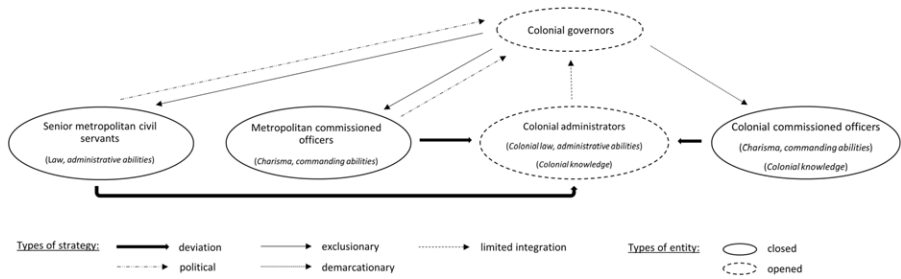 Colonial governors
Senior metropolitan civil
servants
(Law, administrative abilities)
Metropolitan commissioned
officers
(Charisma, commanding abilities)
Colonial administrators
(Colonial law, administrative abilities)
(Colonial knowledge)
Colonial commissioned officers
(Charisma, commanding abilities)
(Colonial knowledge)
Types of strategy:
deviation
exclusionary
limited integration
political
demarcationary
Types of entity:
closed
opened